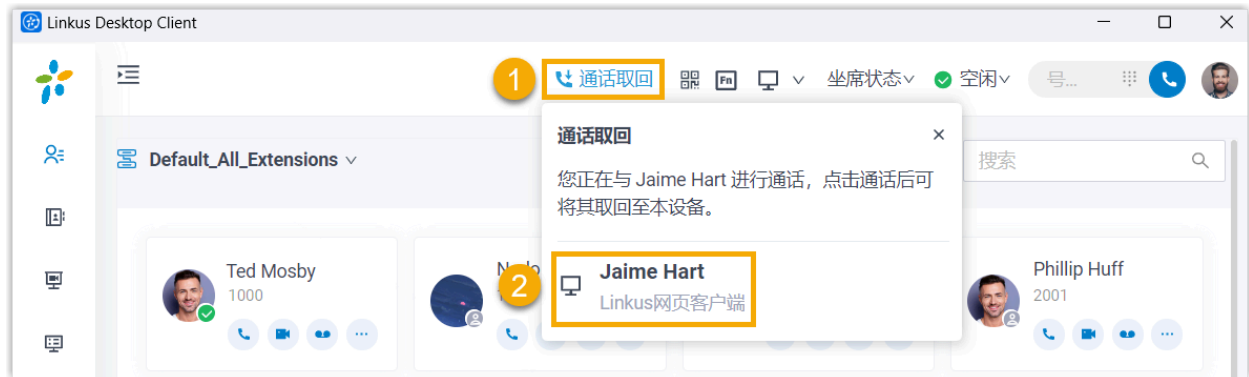 Linkus Desktop Client
1
通话取回
Fn
坐席状态
空闲
号...
通话取回
您正在与 Jaime Hart 进行通话，点击通话后可
将其取回至本设备。
Default_All_Extensions
搜索
2
Jaime Hart
Linkus网页客户端
Ted Mosby
1000
Phillip Huff
2001